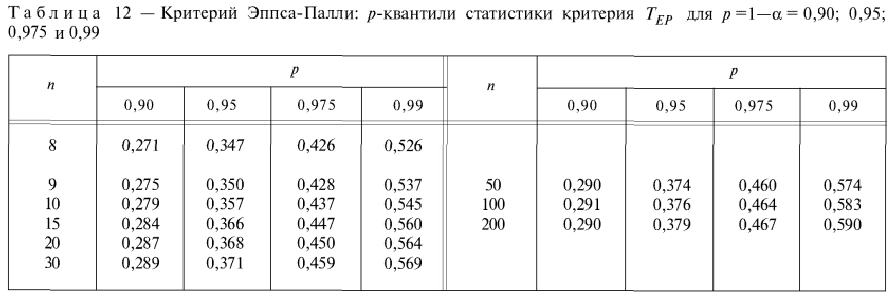 Таблица 12 — Критерий Эппса-Палли: p-квантили статистики критерия T_EP для p =1—α = 0,90; 0,95;
0,975 и 0,99
n p n p
0,90 0,95 0,975 0,99 0,90 0,95 0,975 0,99
8 0,271 0,347 0,426 0,526
9 0,275 0,350 0,428 0,537 50 0,290 0,374 0,460 0,574
10 0,279 0,357 0,437 0,545 100 0,291 0,376 0,464 0,583
15 0,284 0,366 0,447 0,560 200 0,290 0,379 0,467 0,590
20 0,287 0,368 0,450 0,564
30 0,289 0,371 0,459 0,569